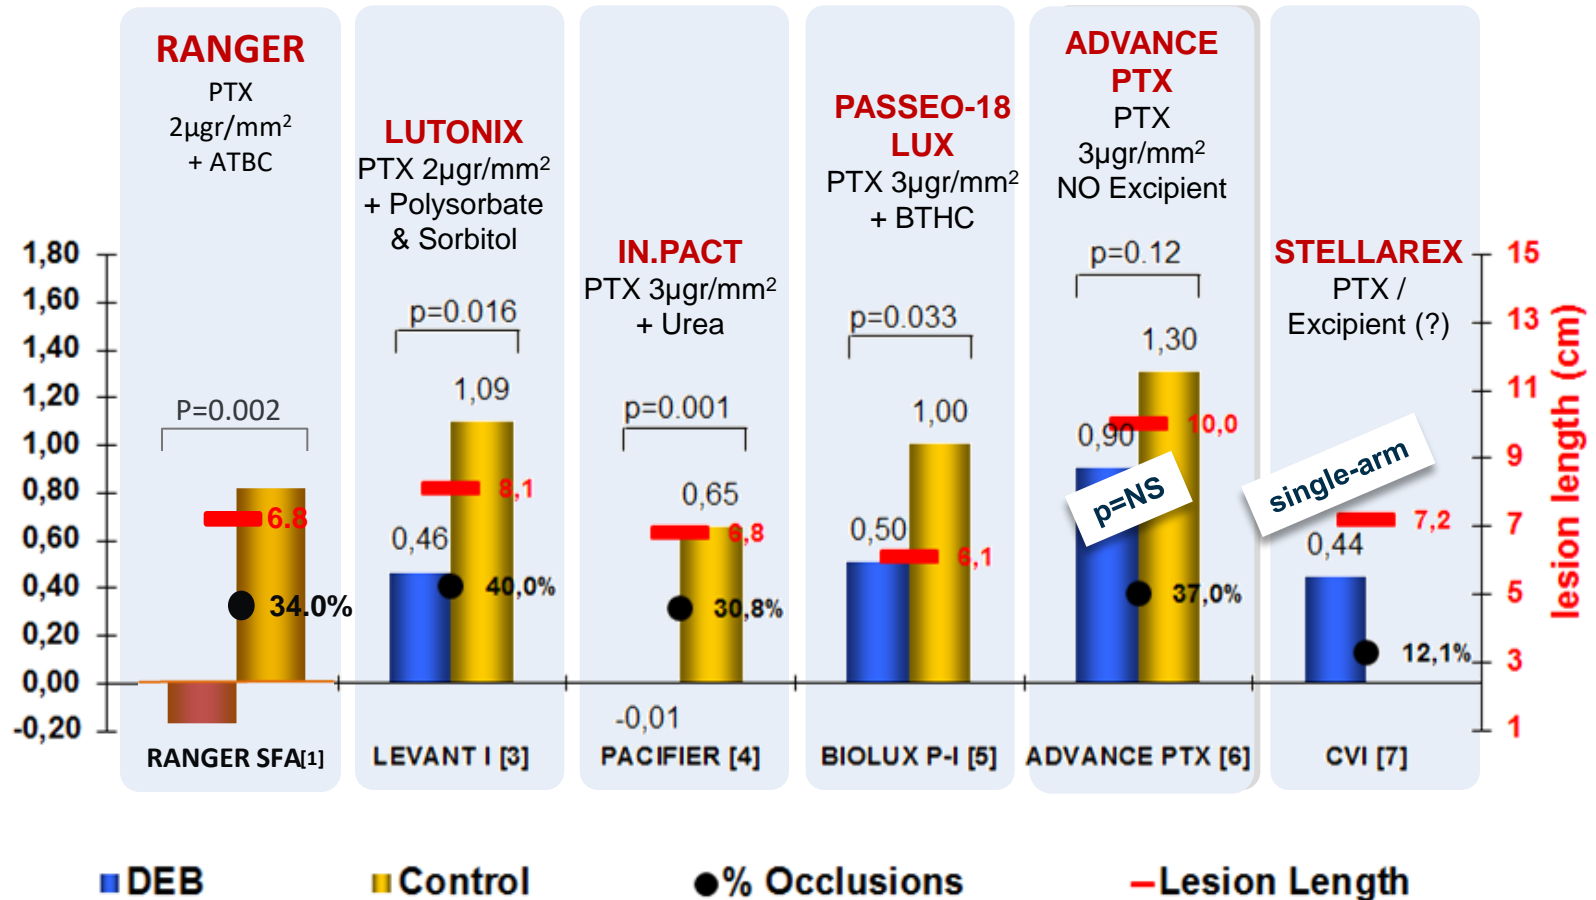 RANGER
PTX
2µgr/mm²
+ ATBC
LUTONIX
PTX 2µgr/mm²
+ Polysorbate
& Sorbitol
IN.PACT
PTX 3µgr/mm²
+ Urea
PASSEO-18
LUX
PTX 3µgr/mm²
+ BTHC
ADVANCE
PTX
PTX
3µgr/mm²
NO Excipient
STELLAREX
PTX /
Excipient (?)
1,80
1,60
1,40
1,20
1,00
0,80
0,60
0,40
0,20
0,00
-0,20
P=0.002
6.8
34.0%
RANGER SFA[1]
p=0.016
1,09
8,1
0,46
40,0%
LEVANT I [3]
p=0.001
0,65
6,8
30,8%
-0,01
PACIFIER [4]
p=0.033
1,00
0,50
6,1
BIOLUX P-I [5]
p=0.12
1,30
10,0
0,90
p=NS
37,0%
ADVANCE PTX [6]
single-arm
7,2
0,44
12,1%
CVI [7]
15
13
11
9
7
5
3
1
lesion length (cm)
DEB
Control
% Occlusions
Lesion Length